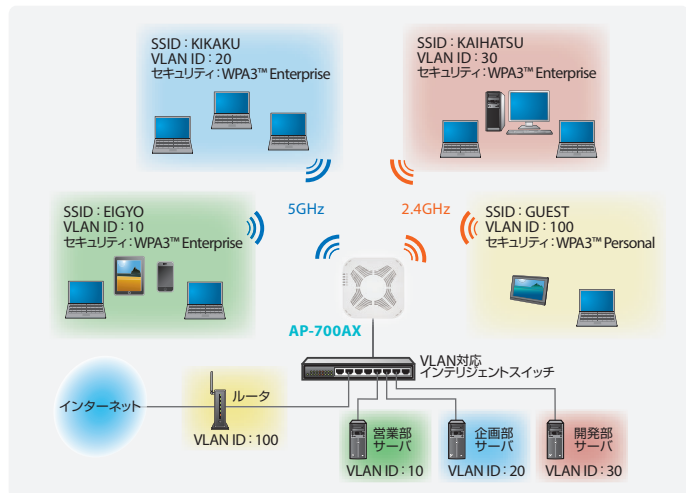 SSID：KIKAKU
VLAN ID：20
セキュリティ：WPA3™ Enterprise
SSID：KAIHATSU
VLAN ID：30
セキュリティ：WPA3™ Enterprise
SSID：EIGYO
VLAN ID：10
セキュリティ：WPA3™ Enterprise
5GHz
2.4GHz
SSID：GUEST
VLAN ID：100
セキュリティ：WPA3™ Personal
AP-700AX
VLAN対応
インテリジェントスイッチ
インターネット
ルータ
VLAN ID：100
営業部
サーバ
VLAN ID：10
企画部
サーバ
VLAN ID：20
開発部
サーバ
VLAN ID：30